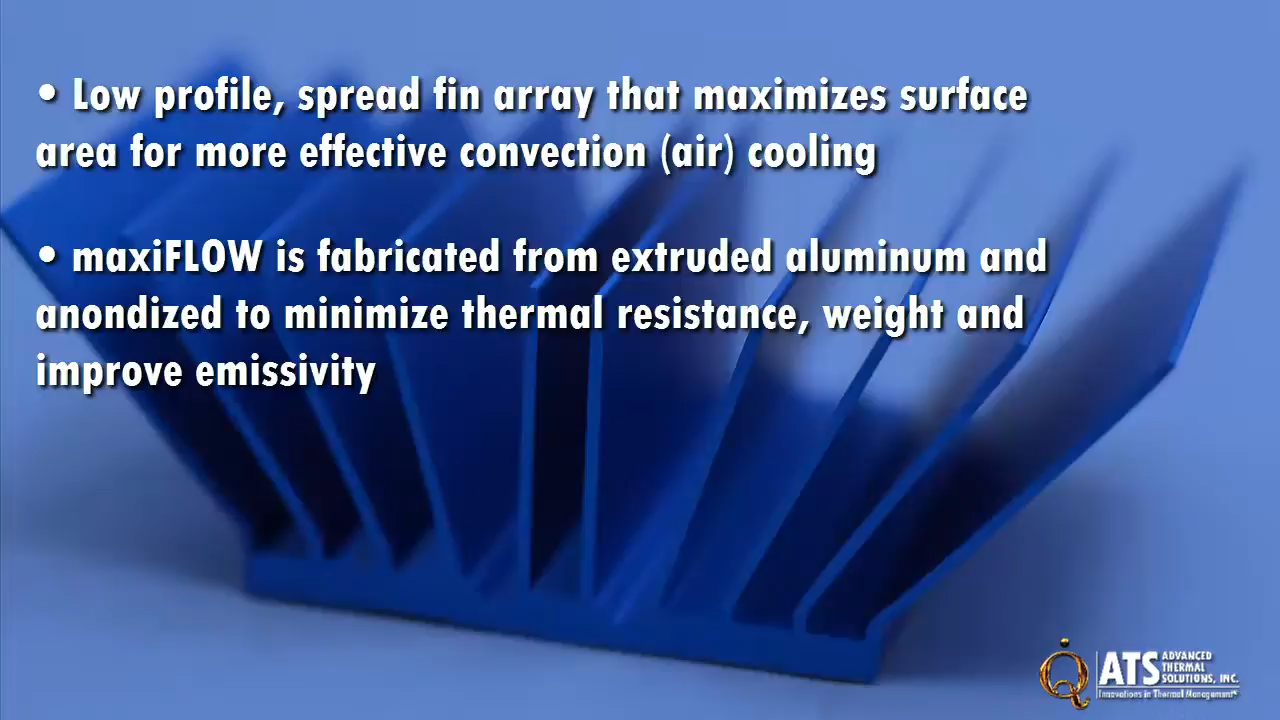 • Low profile, spread fin array that maximizes surface
area for more effective convection (air) cooling
• maxiFLOW is fabricated from extruded aluminum and
anondized to minimize thermal resistance, weight and
improve emissivity
ATS
ADVANCED
THERMAL
SOLUTIONS, INC.
Innovations in Thermal Management®